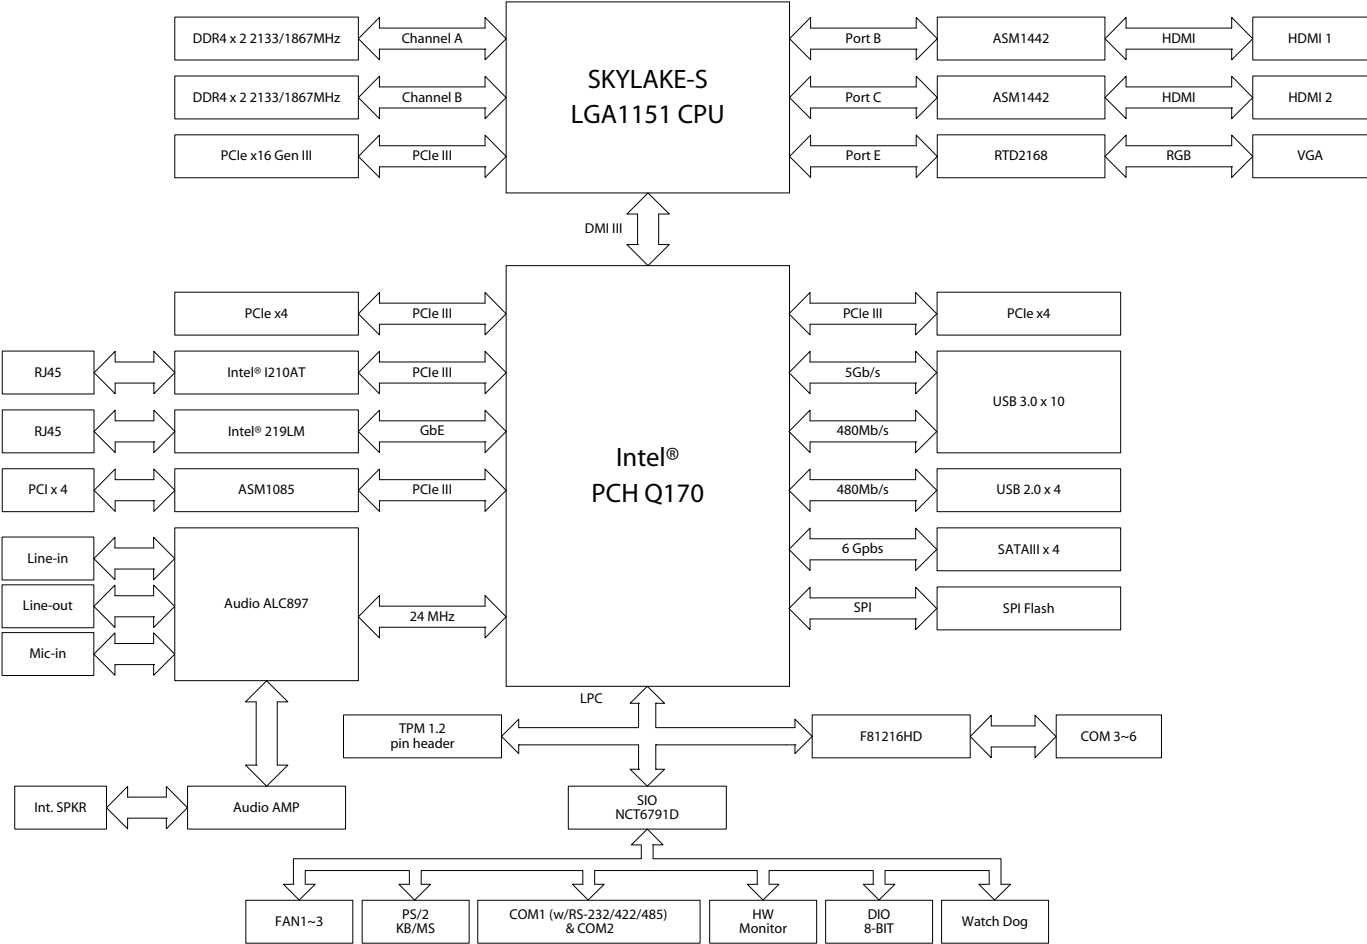 DDR4 x 2 2133/1867MHz
Channel A
Port B
ASM1442
HDMI
HDMI 1
SKYLAKE-S
LGA1151 CPU
DDR4 x 2 2133/1867MHz
Channel B
Port C
ASM1442
HDMI
HDMI 2
PCIe x16 Gen III
PCIe III
Port E
RTD2168
RGB
VGA
DMI III
PCIe x4
PCIe III
PCIe III
PCIe x4
RJ45
Intel® I210AT
PCIe III
5Gb/s
USB 3.0 x 10
RJ45
Intel® 219LM
GbE
480Mb/s
Intel®
PCH Q170
PCI x 4
ASM1085
PCIe III
480Mb/s
USB 2.0 x 4
Line-in
6 Gpbs
SATAIII x 4
Line-out
Audio ALC897
24 MHz
SPI
SPI Flash
Mic-in
LPC
TPM 1.2
pin header
F81216HD
COM 3~6
Int. SPKR
Audio AMP
SIO
NCT6791D
FAN1~3
PS/2
KB/MS
COM1 (w/RS-232/422/485)
& COM2
HW
Monitor
DIO
8-BIT
Watch Dog